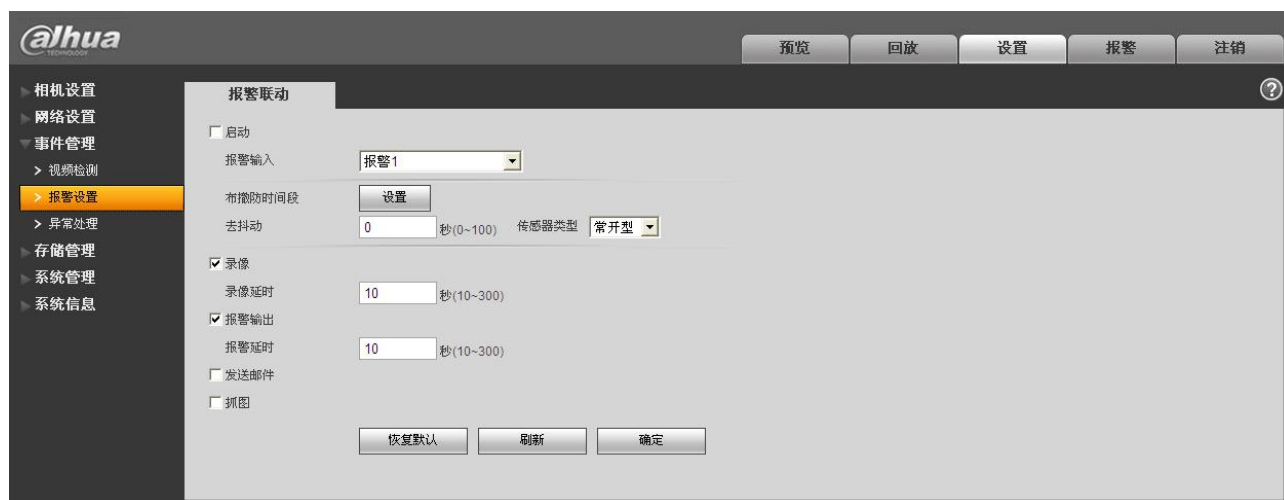 alhua
TECHNOLOGY
预览 回放 设置 报警 注销
相机设置
网络设置
事件管理
> 视频检测
> 报警设置
> 异常处理
存储管理
系统管理
系统信息
报警联动 ?
启动
报警输入 报警1
布撤防时间段 设置
去抖动 0 秒(0~100) 传感器类型 常开型
录像
录像延时 10 秒(10~300)
报警输出
报警延时 10 秒(10~300)
发送邮件
抓图
恢复默认 刷新 确定